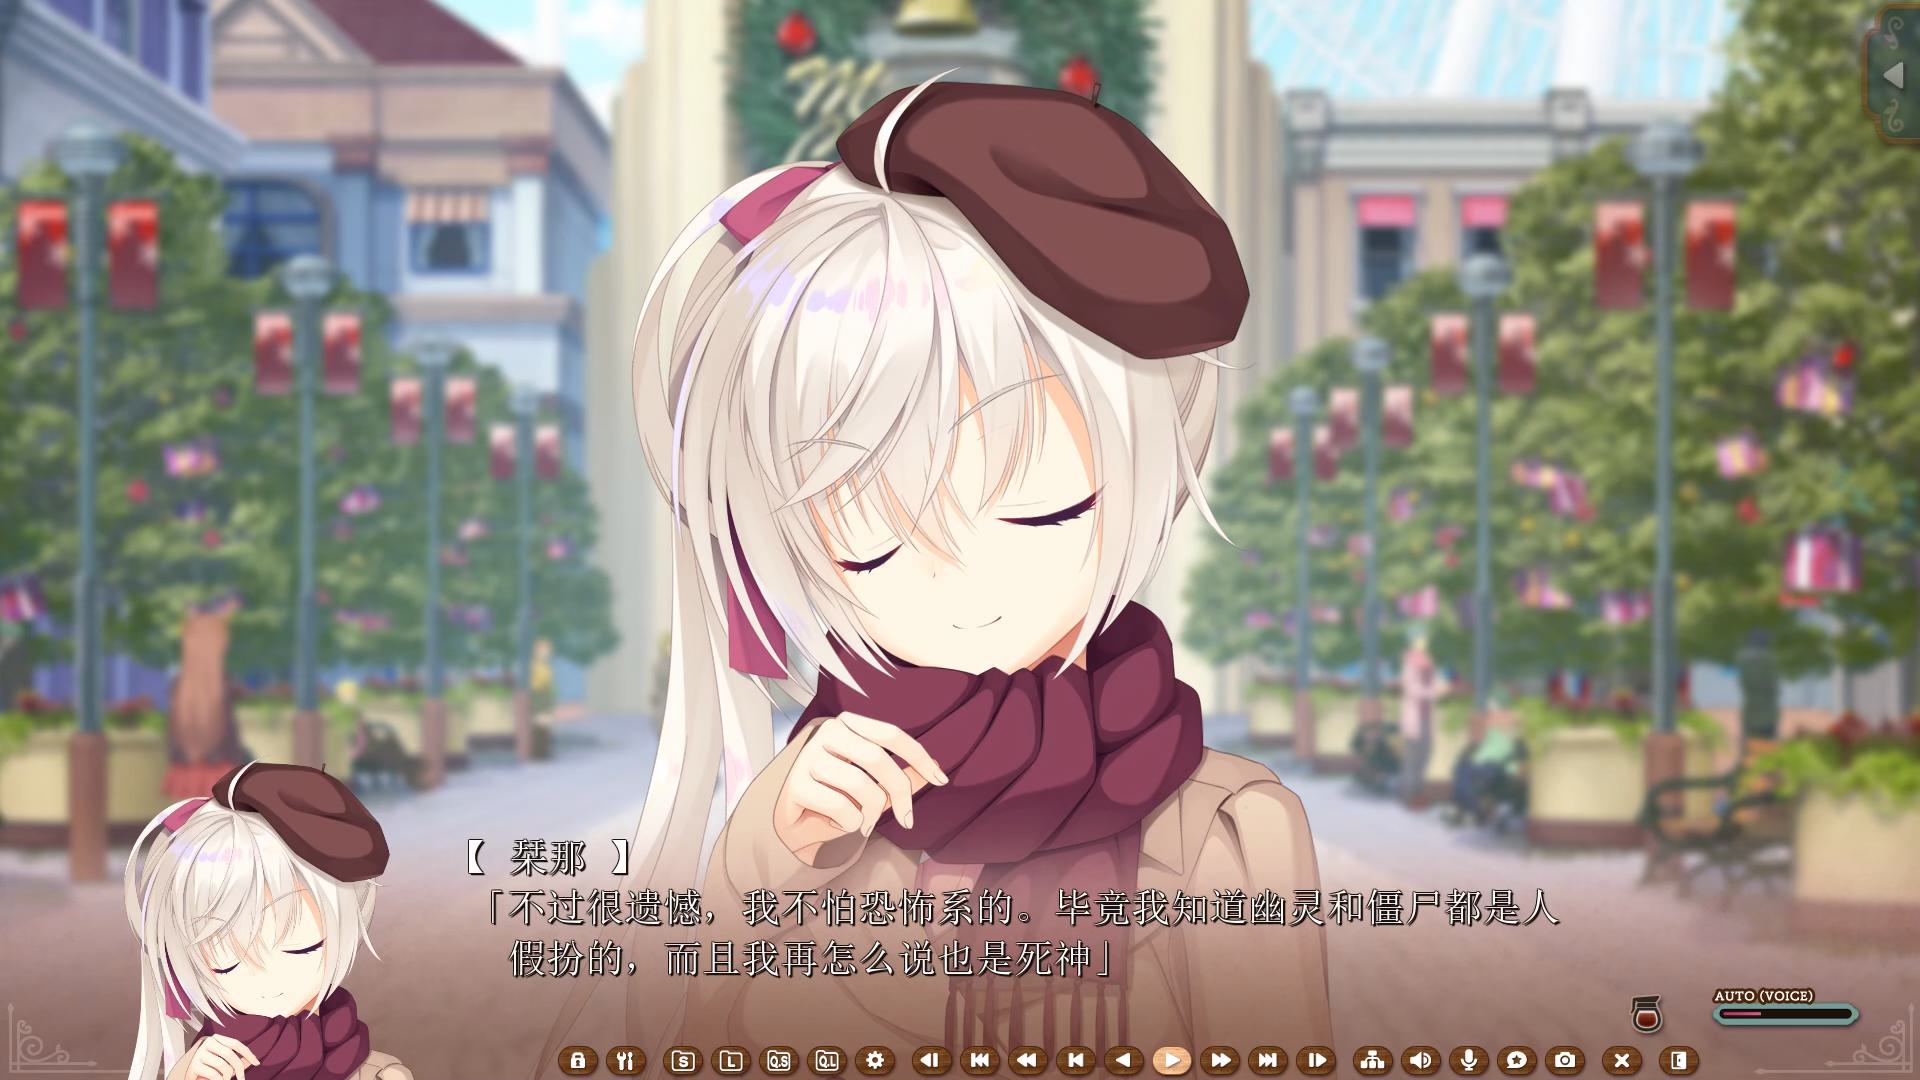 【 栞那 】
「不过很遗憾，我不怕恐怖系的。毕竟我知道幽灵和僵尸都是人
假扮的，而且我再怎么说也是死神」
AUTO (VOICE)
S L Q.S Q.L